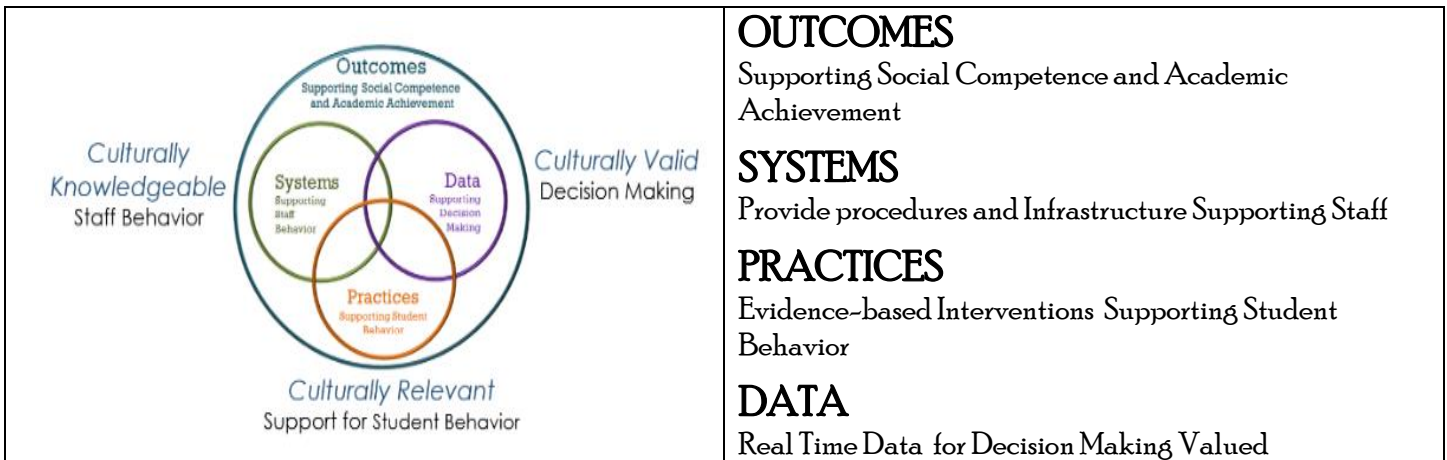 Outcomes
Supporting Social Competence
and Academic Achievement
Culturally
Knowledgeable
Staff Behavior
Systems
Supporting
Staff
Behavior
Data
Supporting
Decision
Making
Culturally Valid
Decision Making
Practices
Supporting Student
Behavior
Culturally Relevant
Support for Student Behavior
OUTCOMES
Supporting Social Competence and Academic
Achievement
SYSTEMS
Provide procedures and Infrastructure Supporting Staff
PRACTICES
Evidence-based Interventions Supporting Student
Behavior
DATA
Real Time Data for Decision Making Valued